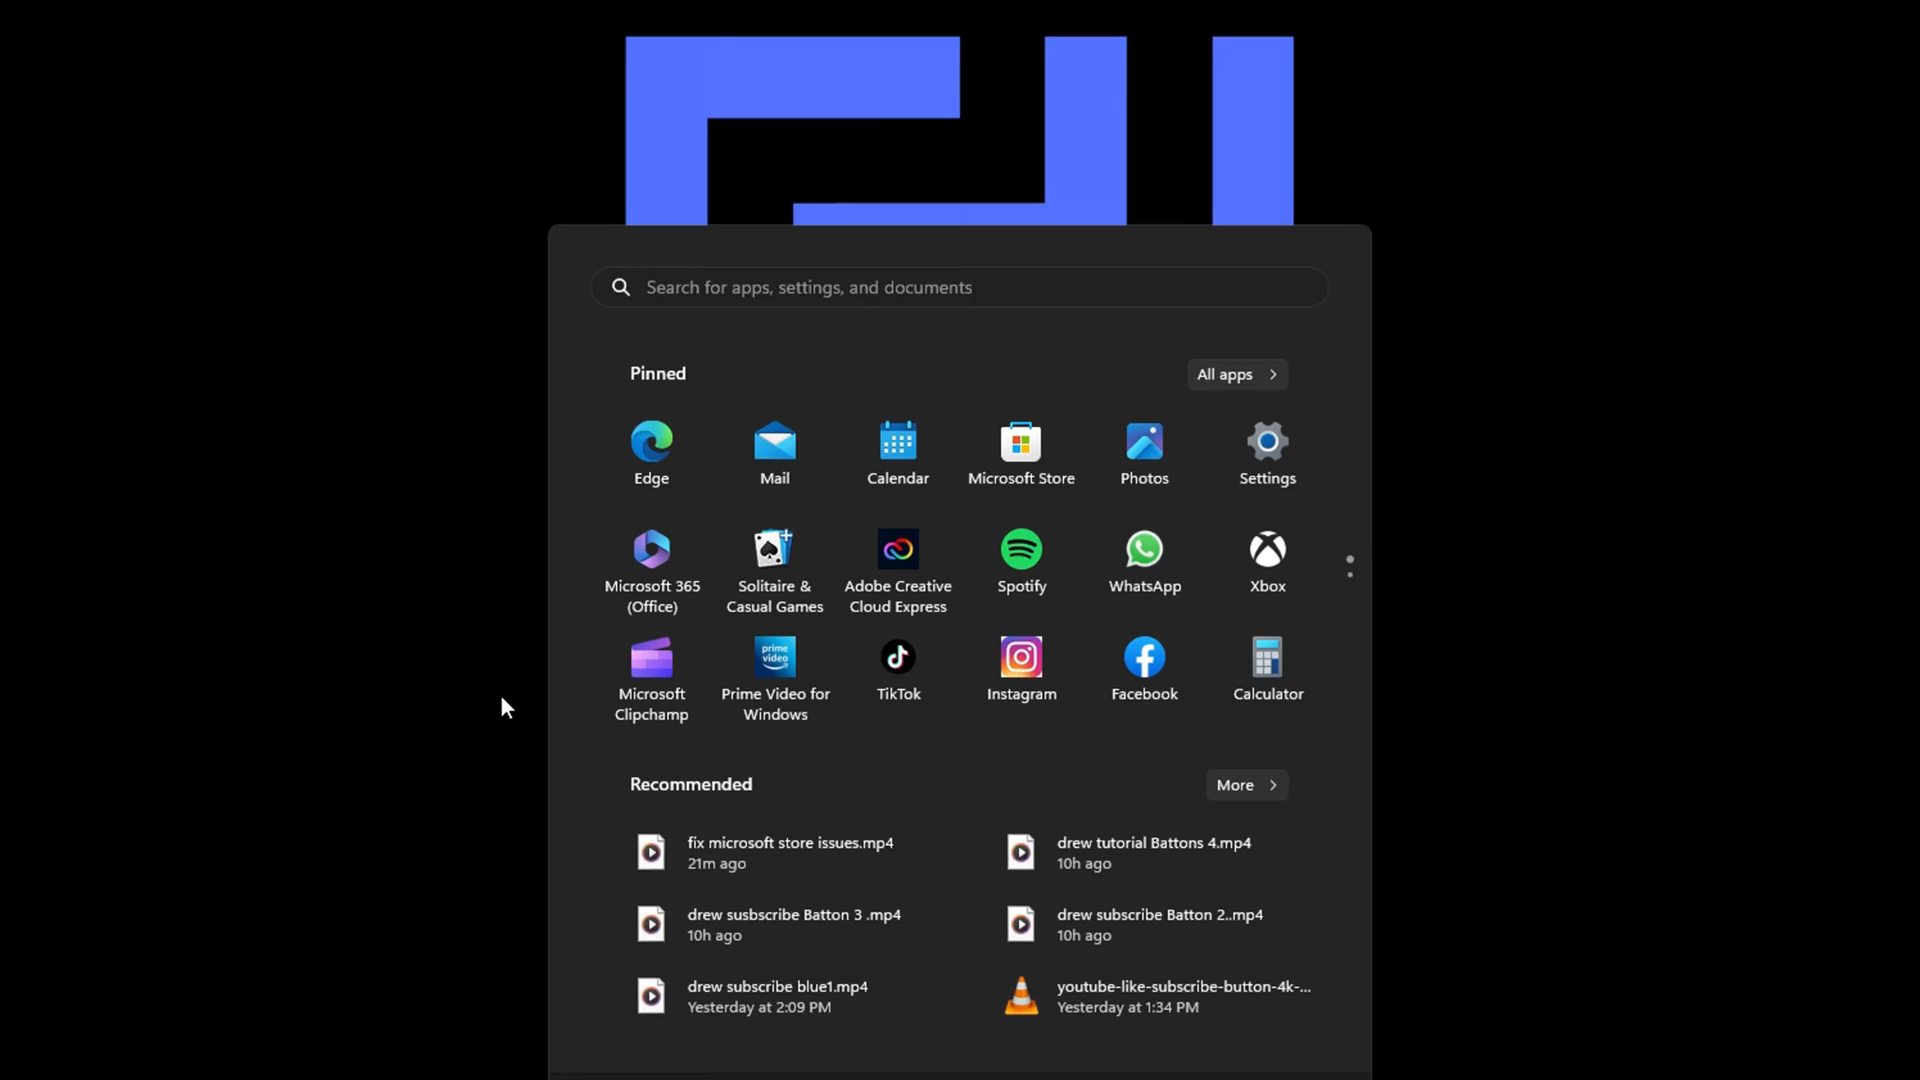 Search for apps, settings, and documents
Pinned
All apps
Edge
Mail
Calendar
Microsoft Store
Photos
Settings
Microsoft 365
(Office)
Solitaire &
Casual Games
Adobe Creative
Cloud Express
Spotify
WhatsApp
Xbox
Microsoft
Clipchamp
prime
video
Prime Video for
Windows
TikTok
Instagram
Facebook
Calculator
Recommended
More
fix microsoft store issues.mp4
21m ago
drew tutorial Battons 4.mp4
10h ago
drew susbscribe Batton 3 .mp4
10h ago
drew subscribe Batton 2..mp4
10h ago
drew subscribe blue1.mp4
Yesterday at 2:09 PM
youtube-like-subscribe-button-4k-...
Yesterday at 1:34 PM